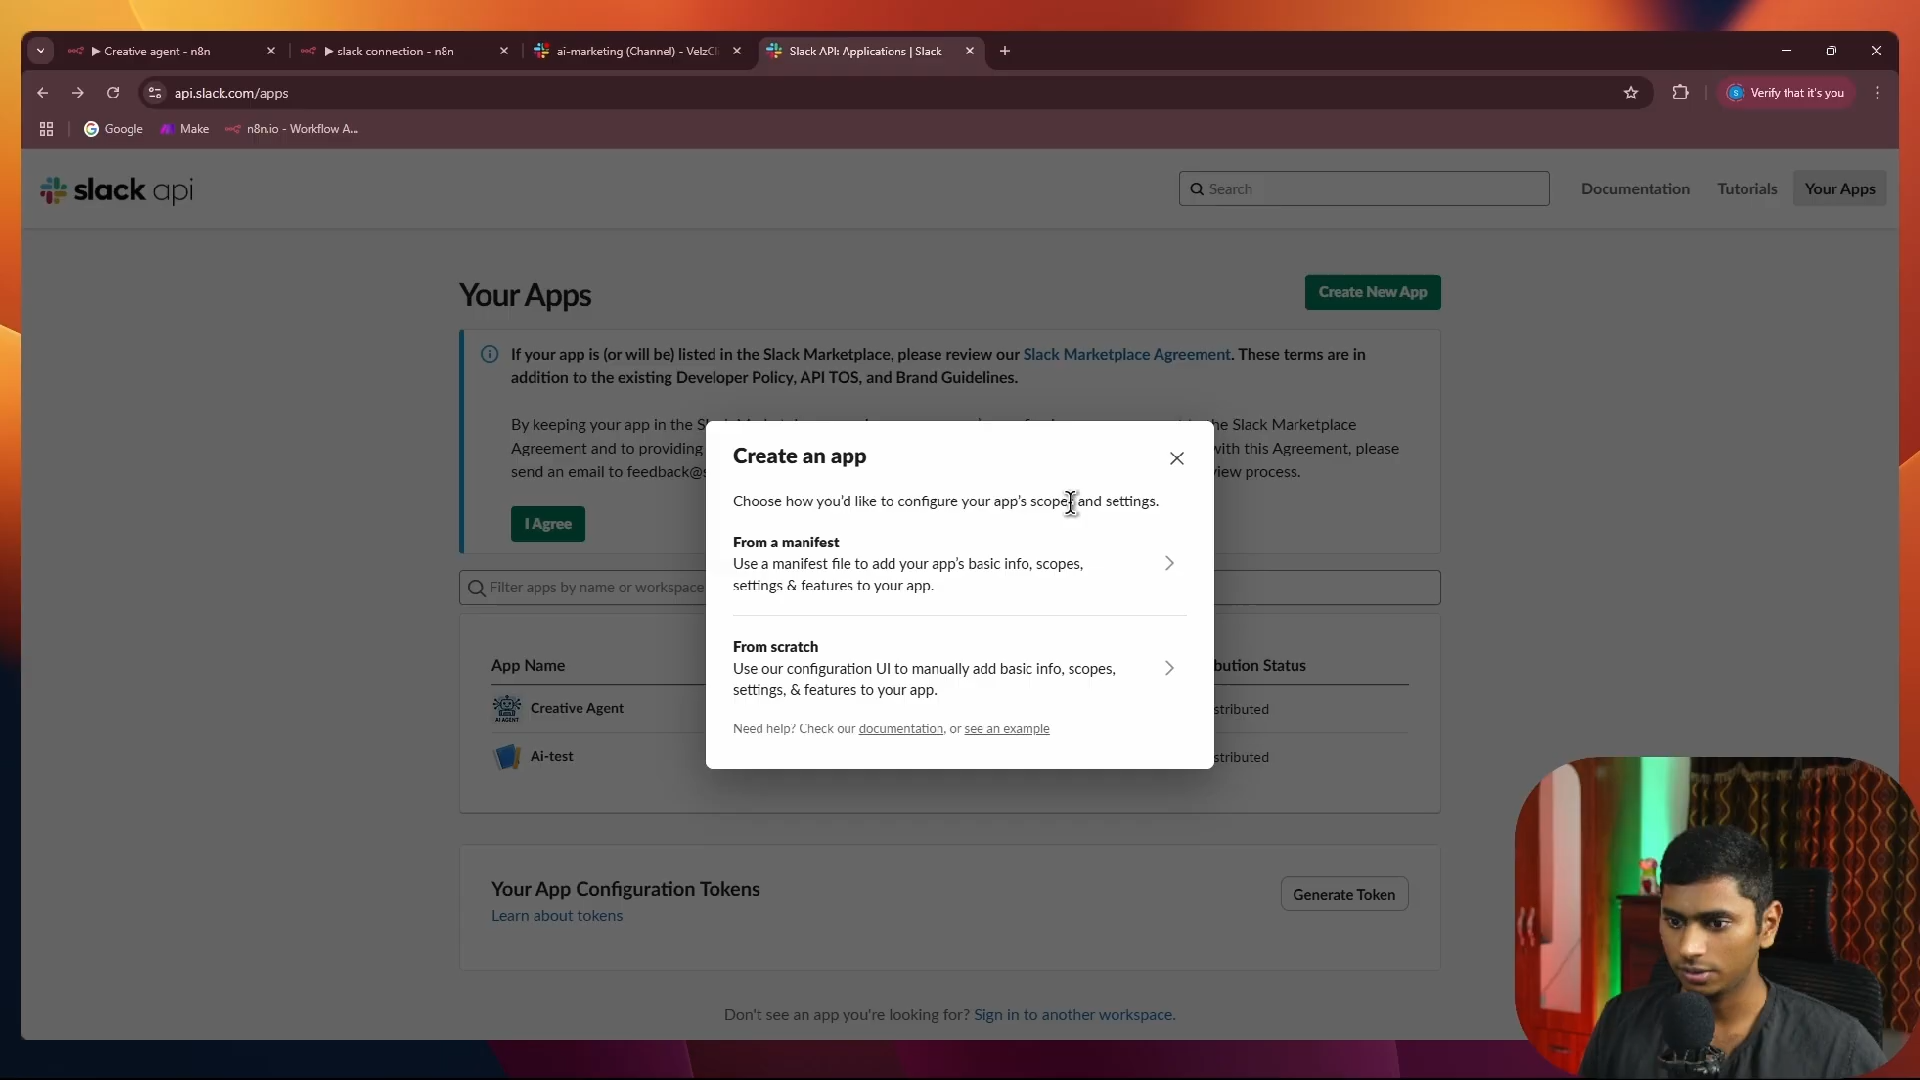 Creative agent - n8n
slack connection - n8n
ai-marketing (Channel) - VelzCl
Slack API: Applications | Slack
api.slack.com/apps
Verify that it's you
Google
Make
n8n.io - Workflow A...
slack api
Search
Documentation
Tutorials
Your Apps
Your Apps
Create New App
If your app is (or will be) listed in the Slack Marketplace, please review our Slack Marketplace Agreement. These terms are in
addition to the existing Developer Policy, API TOS, and Brand Guidelines.
By keeping your app in the
he Slack Marketplace
Agreement and to providing
with this Agreement, please
send an email to feedback@s
view process.
I Agree
Filter apps by name or workspace
App Name
bution Status
AI AGENT
Creative Agent
stributed
Ai-test
stributed
Create an app
Choose how you'd like to configure your app's scopes and settings.
From a manifest
Use a manifest file to add your app's basic info, scopes,
settings & features to your app.
From scratch
Use our configuration UI to manually add basic info, scopes,
settings, & features to your app.
Need help? Check our documentation, or see an example
Your App Configuration Tokens
Learn about tokens
Generate Token
Don't see an app you're looking for? Sign in to another workspace.